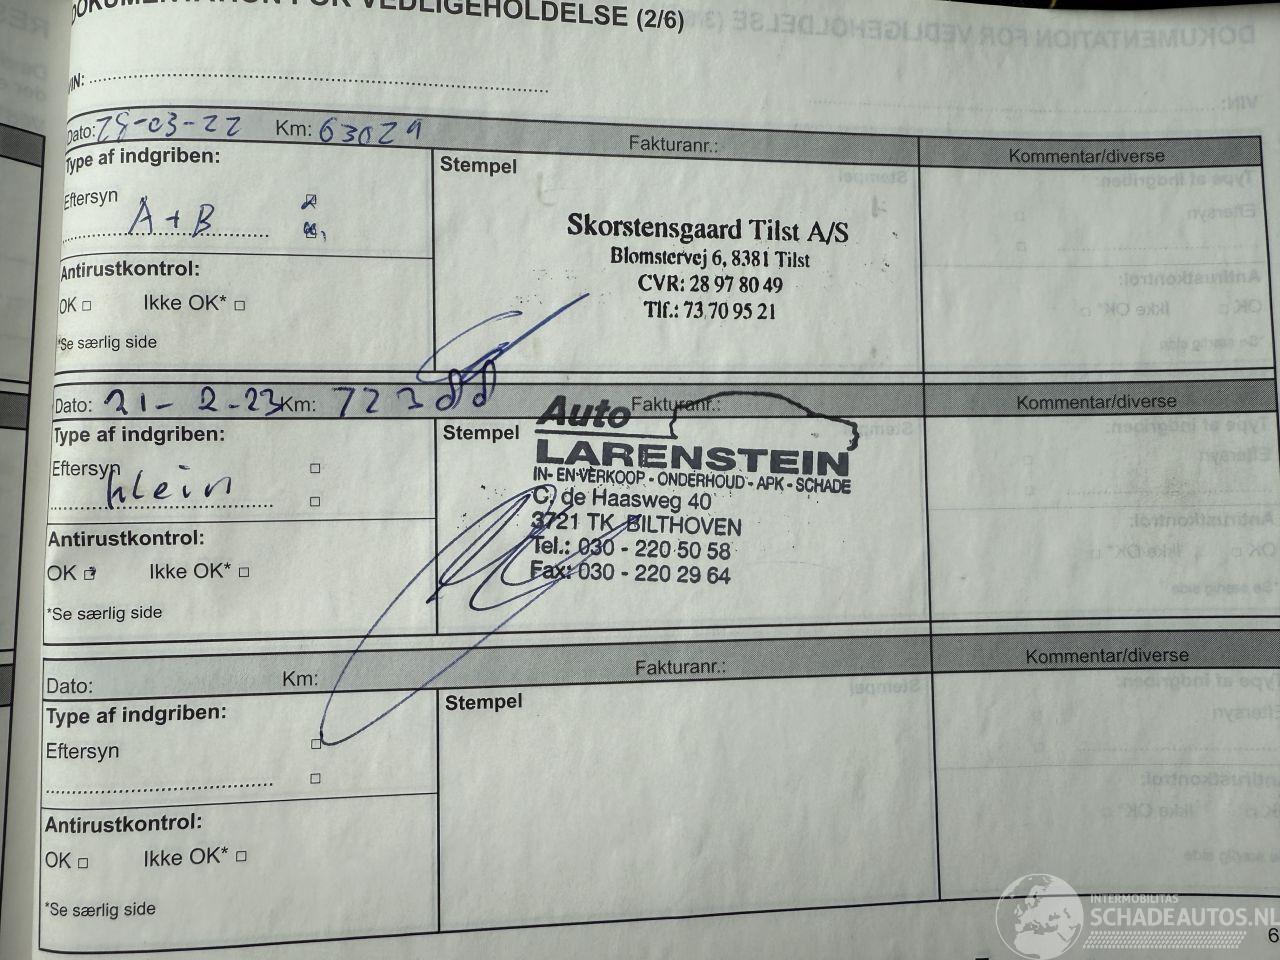 DOKUMENTATION FOR VEDLIGEHOLDELSE (2/6)
VIN:
Dato: 28-03-22 Km: 63029 Fakturanr.: Kommentar/diverse
Type af indgriben:
Stempel
Eftersyn
A+B
Skorstensgaard Tilst A/S
Blomstervej 6, 8381 Tilst
CVR: 28 97 80 49
Tlf.: 73 70 95 21
Antirustkontrol:
OK Ikke OK*
*Se særlig side
Dato: 21-2-23 Km: 72388 Fakturanr.: Kommentar/diverse
Type af indgriben:
Stempel
Eftersyn
klein
Auto
LARENSTEIN
IN- EN-VERKOOP - ONDERHOUD - APK - SCHADE
C. de Haasweg 40
3721 TK BILTHOVEN
Tel.: 030 - 220 50 58
Fax: 030 - 220 29 64
Antirustkontrol:
OK Ikke OK*
*Se særlig side
Dato: Km: Fakturanr.: Kommentar/diverse
Type af indgriben:
Stempel
Eftersyn
Antirustkontrol:
OK Ikke OK*
*Se særlig side
INTERMOBILITAS
SCHADEAUTOS.NL
6